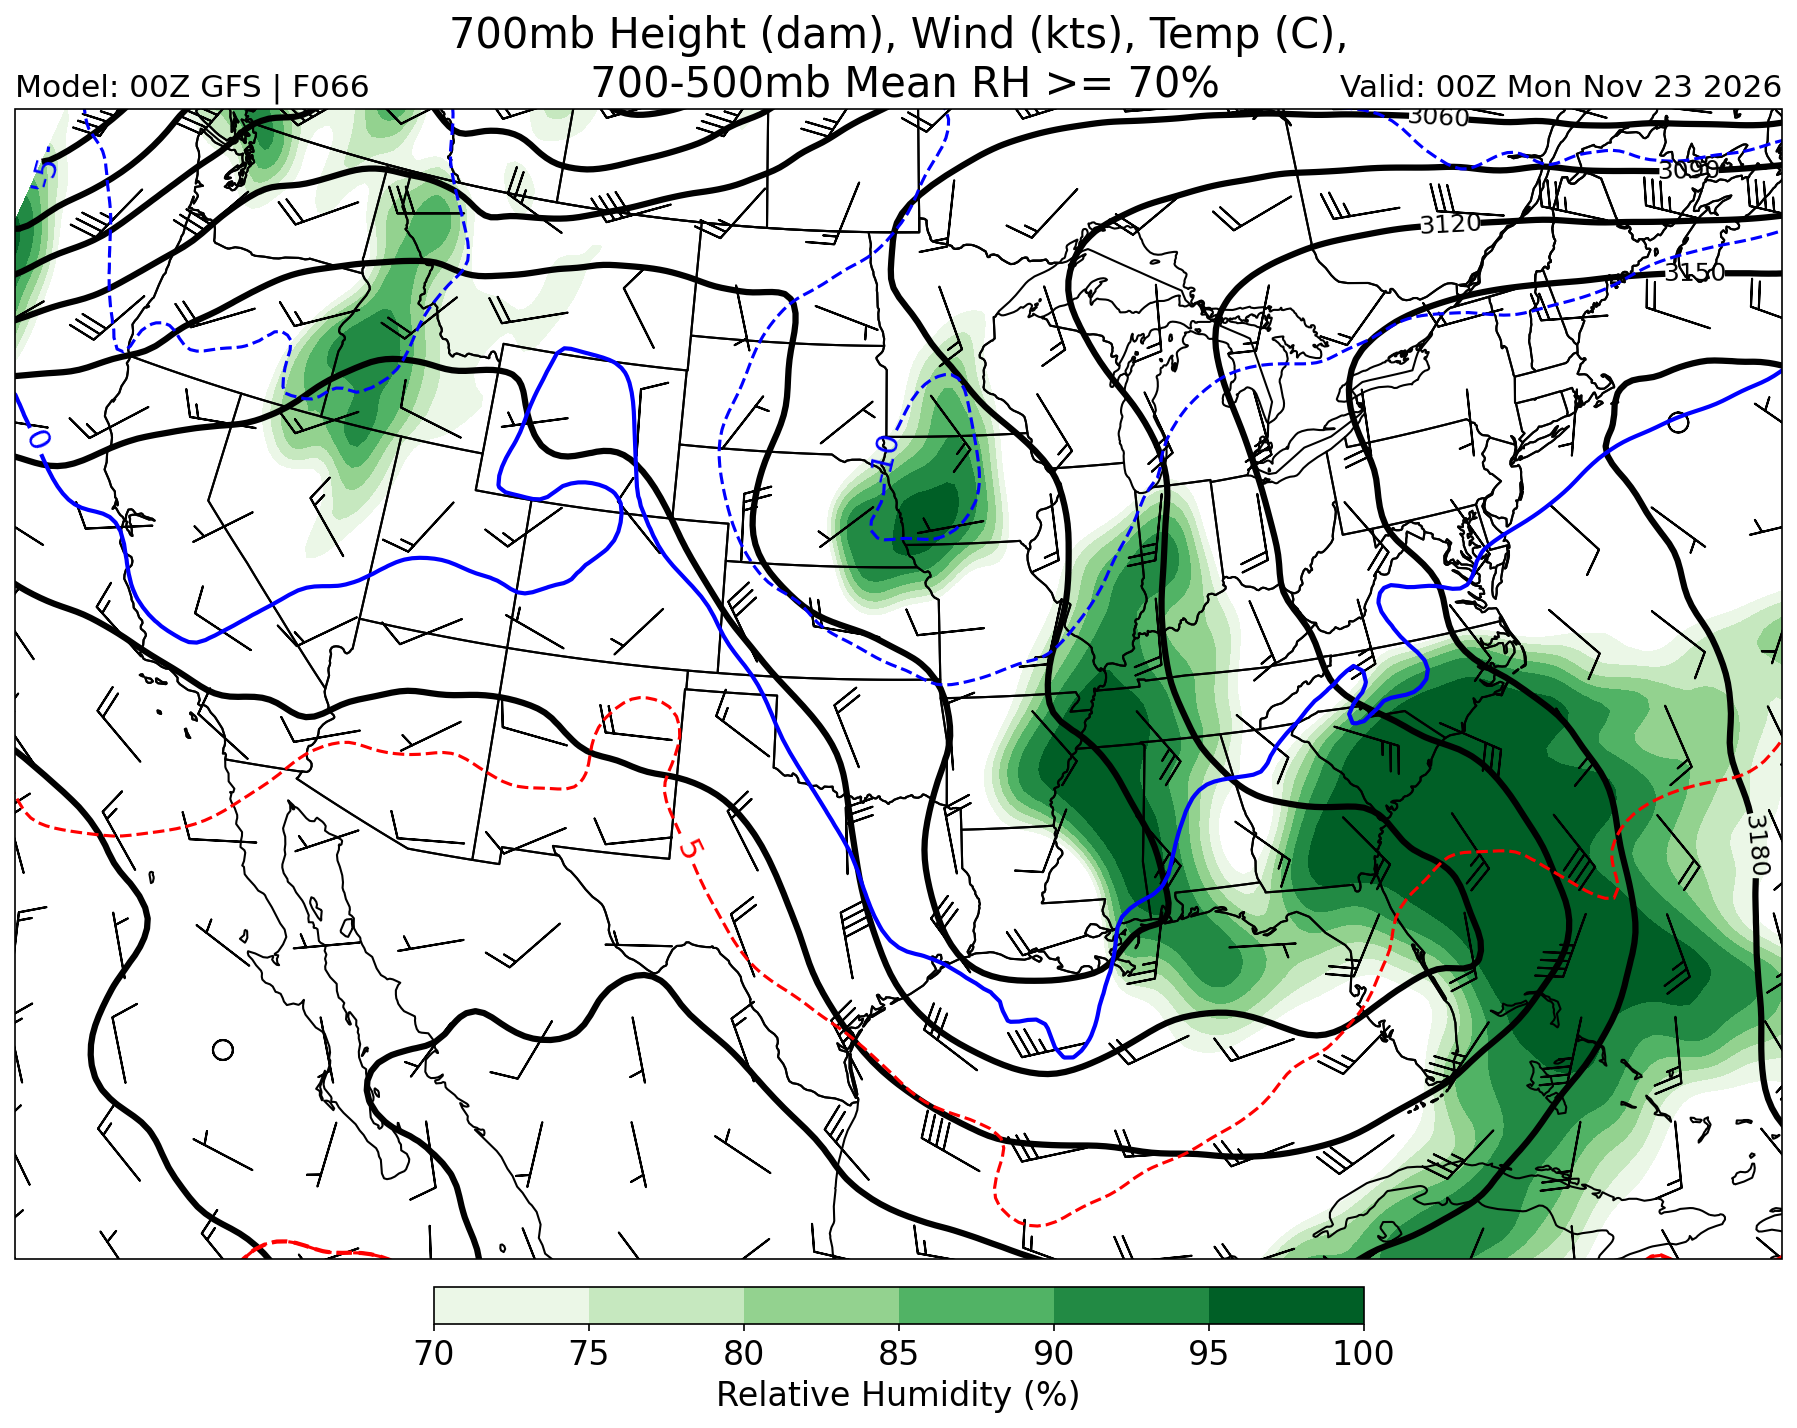 700mb Height (dam), Wind (kts), Temp (C),
Model: 00Z GFS | F066
700-500mb Mean RH >= 70%
Valid: 00Z Mon Nov 23 2026
3060
3090
-5
3120
3150
0
-10
5
3180
70 75 80 85 90 95 100
Relative Humidity (%)